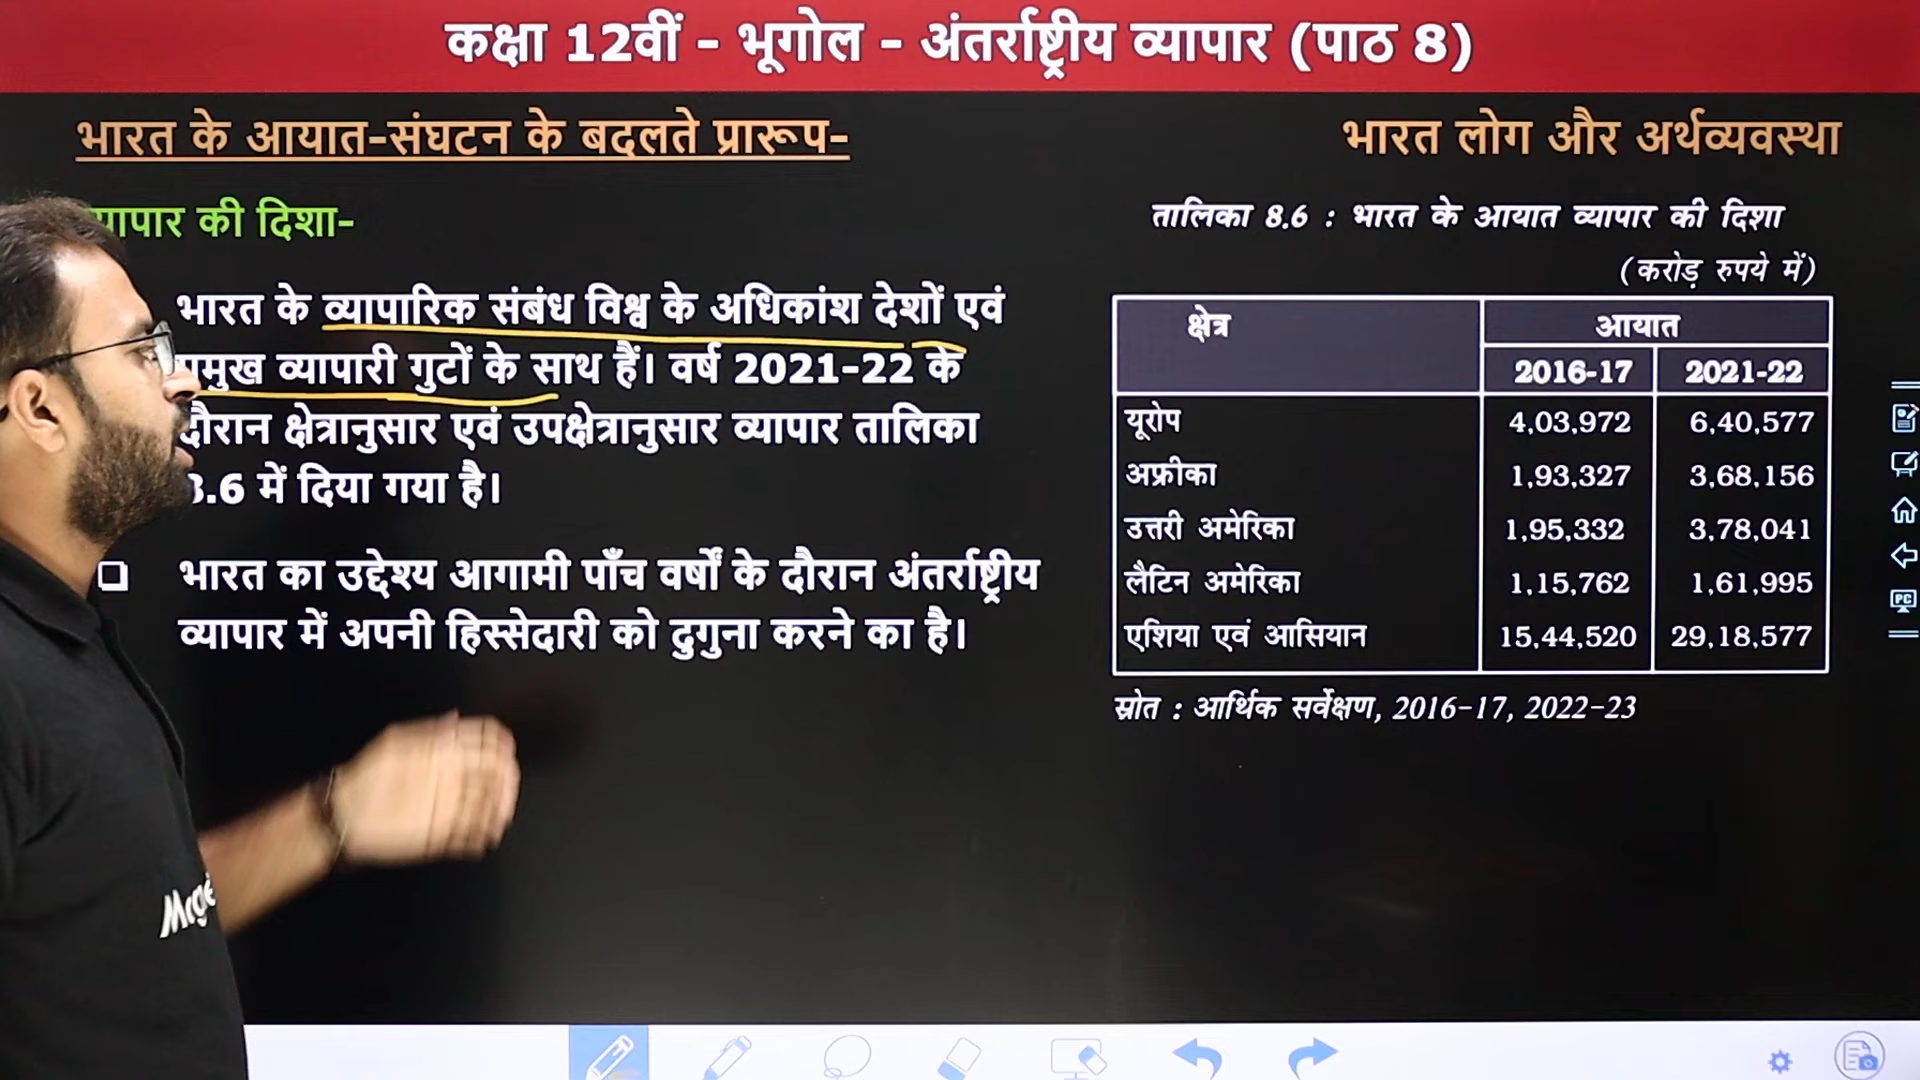 कक्षा 12वीं - भूगोल - अंतर्राष्ट्रीय व्यापार (पाठ 8)
भारत के आयात-संघटन के बदलते प्रारूप-
भारत लोग और अर्थव्यवस्था
की दिशा-
भारत के व्यापारिक संबंध विश्व के अधिकांश देशों एवं
व्यापारी गुटों के साथ हैं। वर्ष 2021-22 के
दौरान क्षेत्रानुसार एवं उपक्षेत्रानुसार व्यापार तालिका
8.6 में दिया गया है।
❑ भारत का उद्देश्य आगामी पाँच वर्षों के दौरान अंतर्राष्ट्रीय
व्यापार में अपनी हिस्सेदारी को दुगुना करने का है।
तालिका 8.6 : भारत के आयात व्यापार की दिशा
(करोड़ रुपये में)
क्षेत्र आयात
2016-17 2021-22
यूरोप 4,03,972 6,40,577
अफ्रीका 1,93,327 3,68,156
उत्तरी अमेरिका 1,95,332 3,78,041
लैटिन अमेरिका 1,15,762 1,61,995
एशिया एवं आसियान 15,44,520 29,18,577
स्रोत : आर्थिक सर्वेक्षण, 2016-17, 2022-23
PC